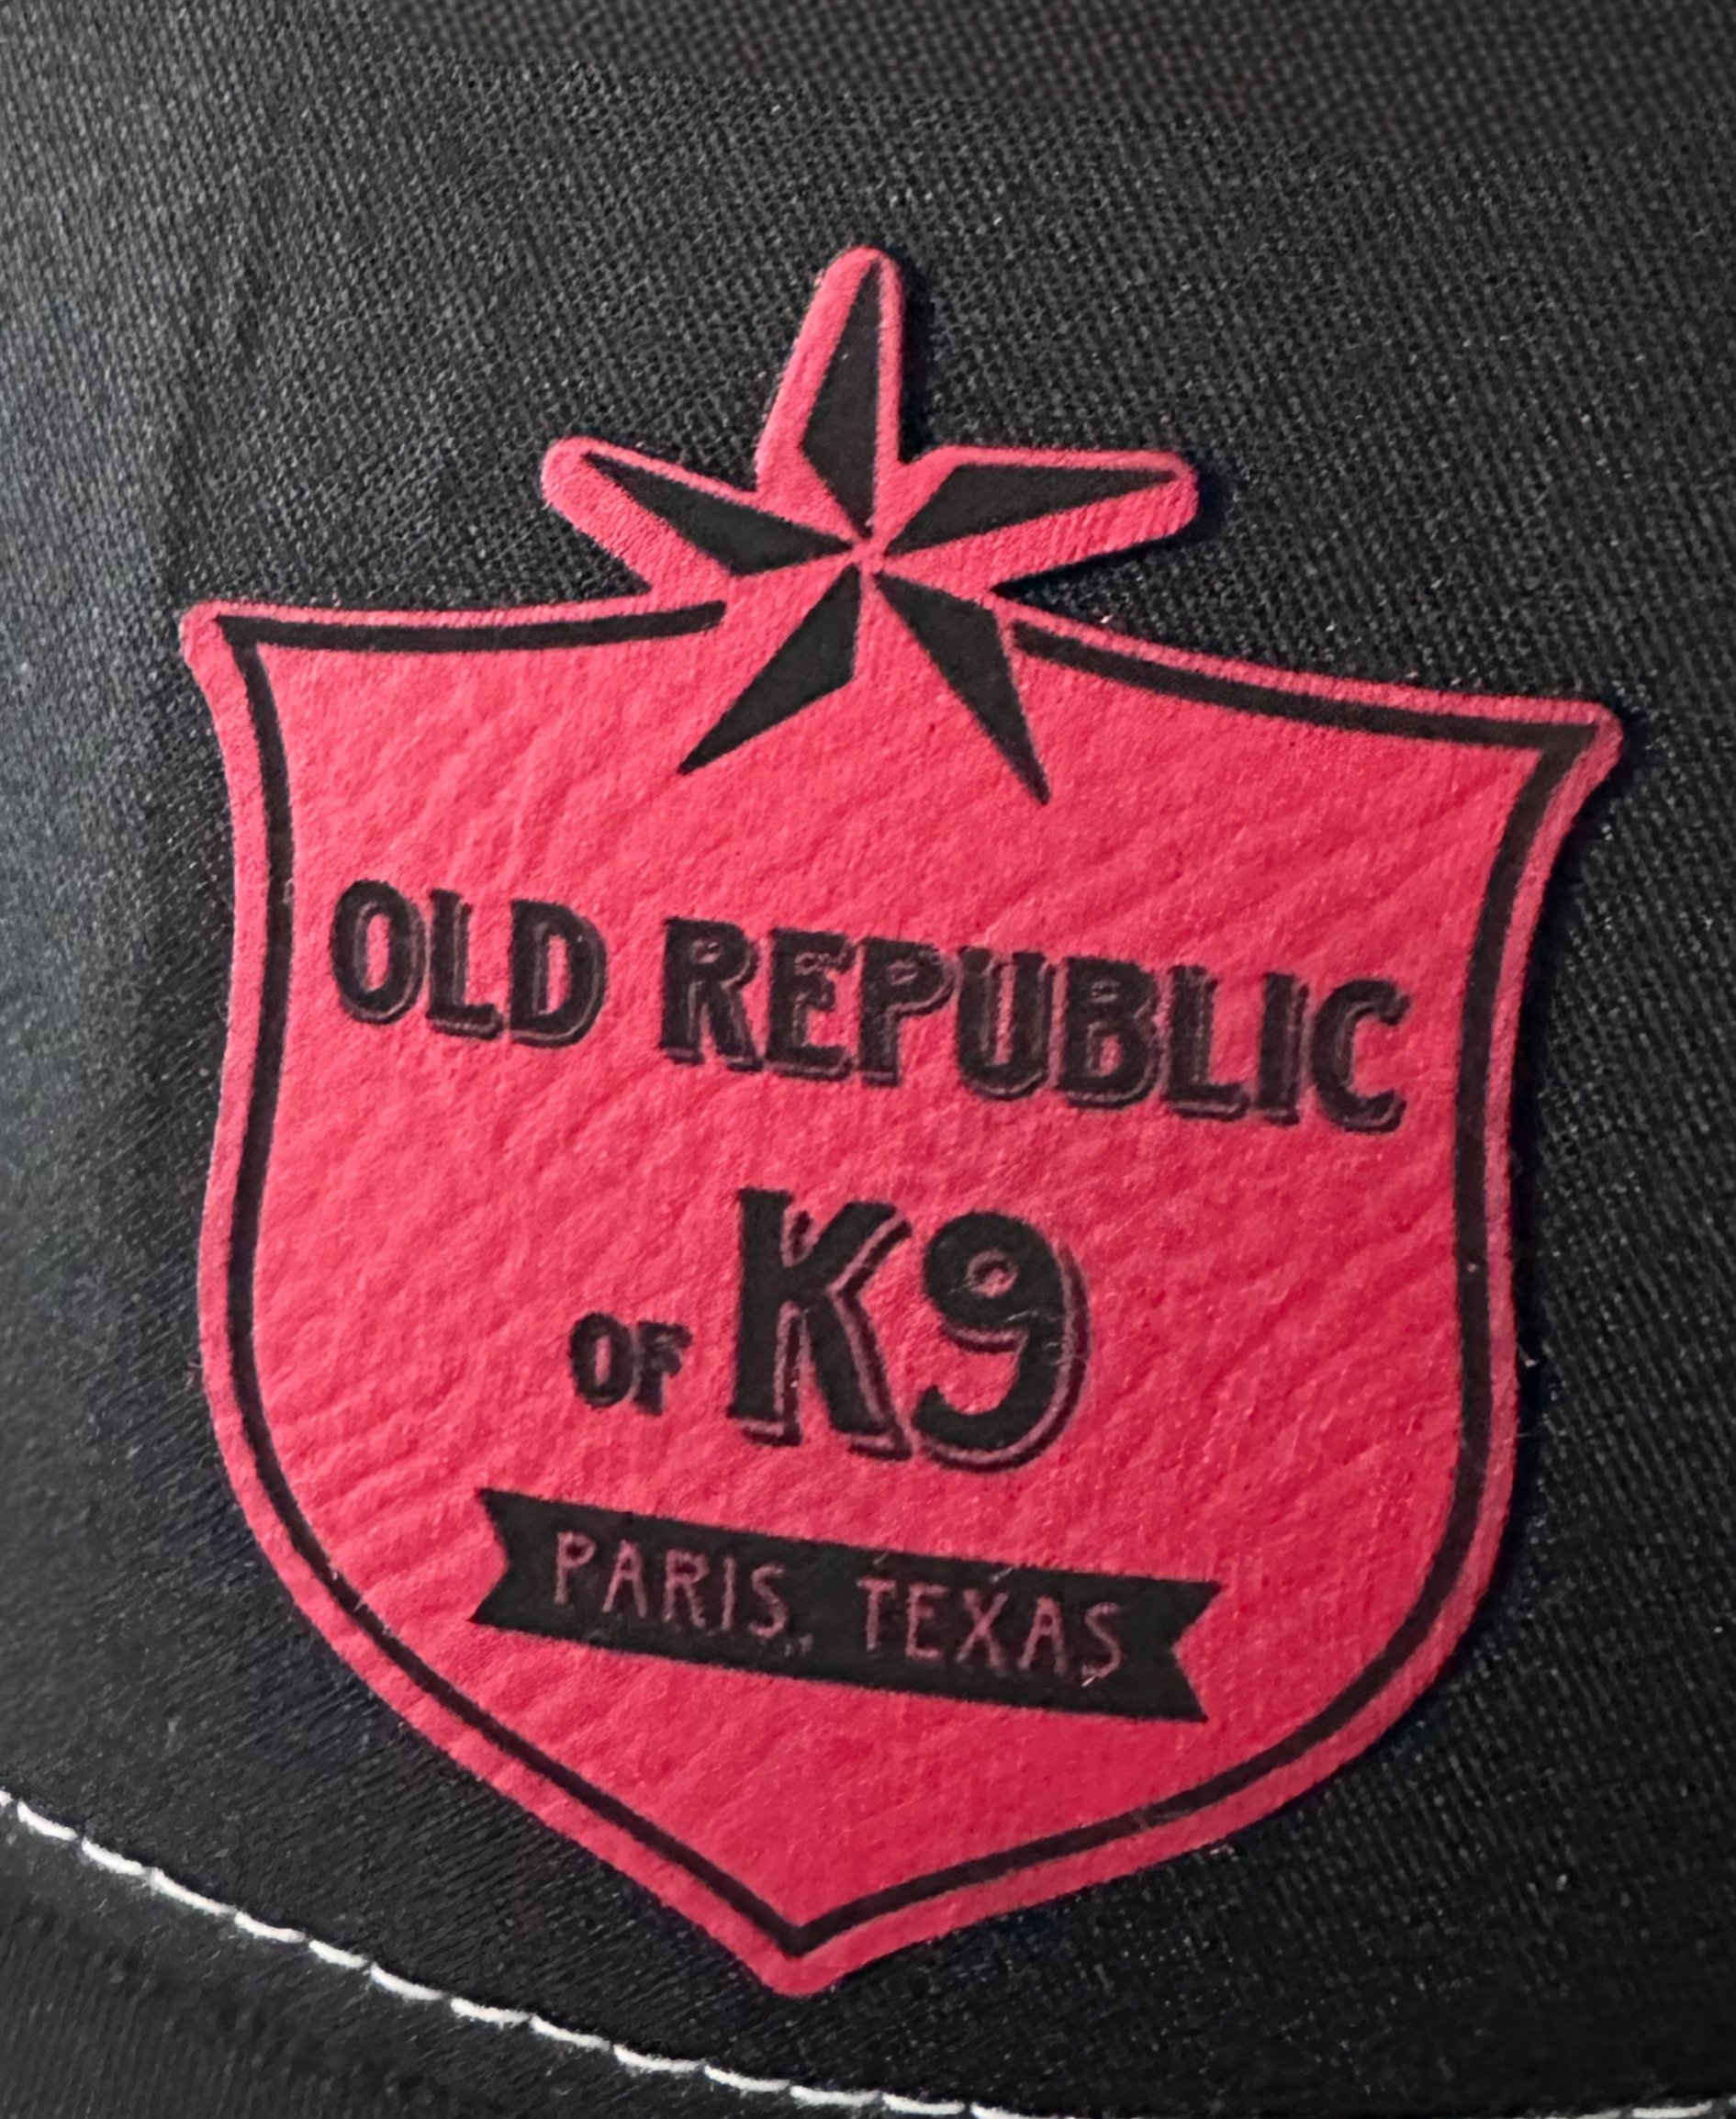 OLD REPUBLIC
OF K9
PARIS, TEXAS